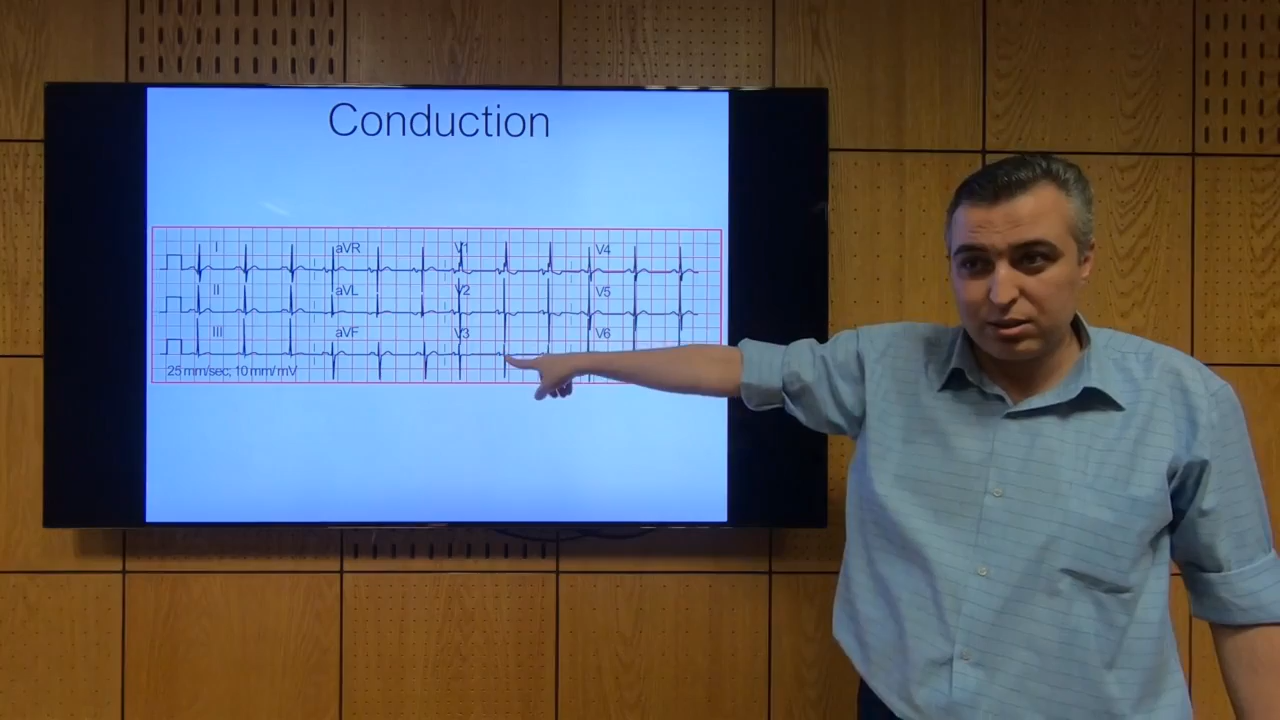 Conduction
I aVR V1 V4
II aVL V2 V5
III aVF V3 V6
25 mm/sec; 10 mm/mV